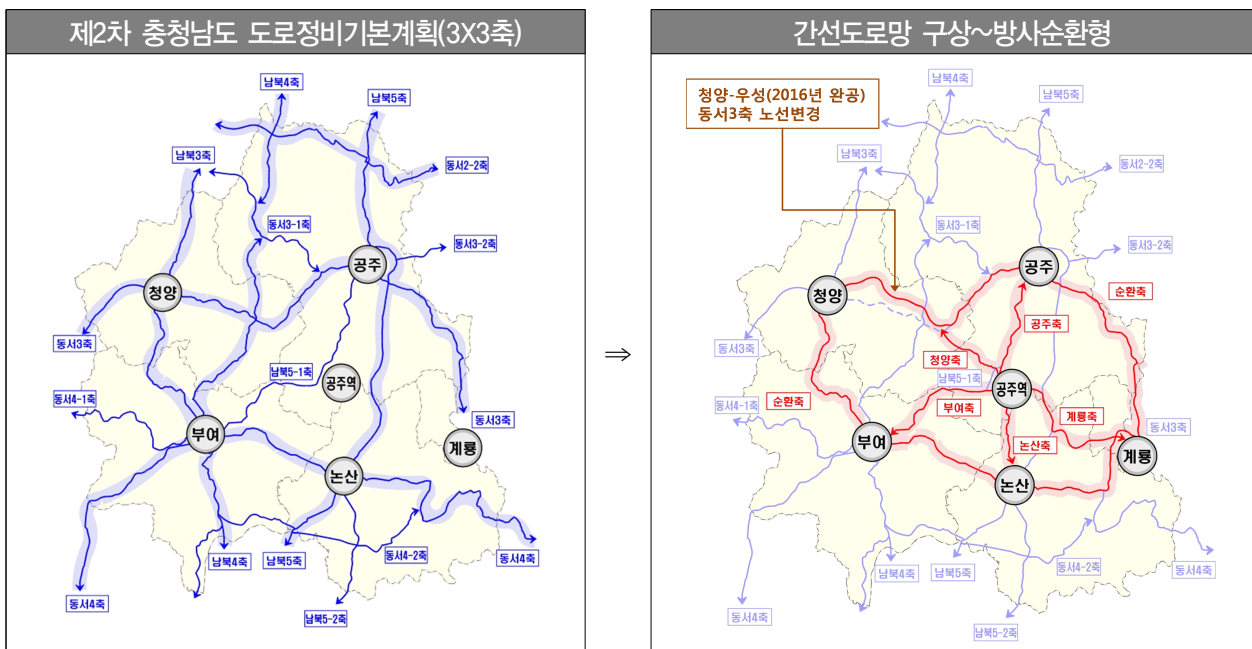 제2차 충청남도 도로정비기본계획(3X3축)
남북4축
남북5축
남북3축
동서2-2축
동서3-1축
동서3-2축
공주
청양
동서3축
남북5-1축
공주역
동서4-1축
동서3축
부여
계룡
논산
남북4축
남북5축
동서4-2축
동서4축
동서4축
남북5-2축
⇒
간선도로망 구상~방사순환형
남북4축
청양-우성(2016년 완공)
동서3축 노선변경
남북5축
남북3축
동서2-2축
동서3-1축
동서3-2축
공주
청양
순환축
공주축
동서3축
청양축
남북5-1축
공주역
순환축
부여축
동서4-1축
계룡축
동서3축
부여
논산축
계룡
논산
남북4축
남북5축
동서4-2축
동서4축
동서4축
남북5-2축